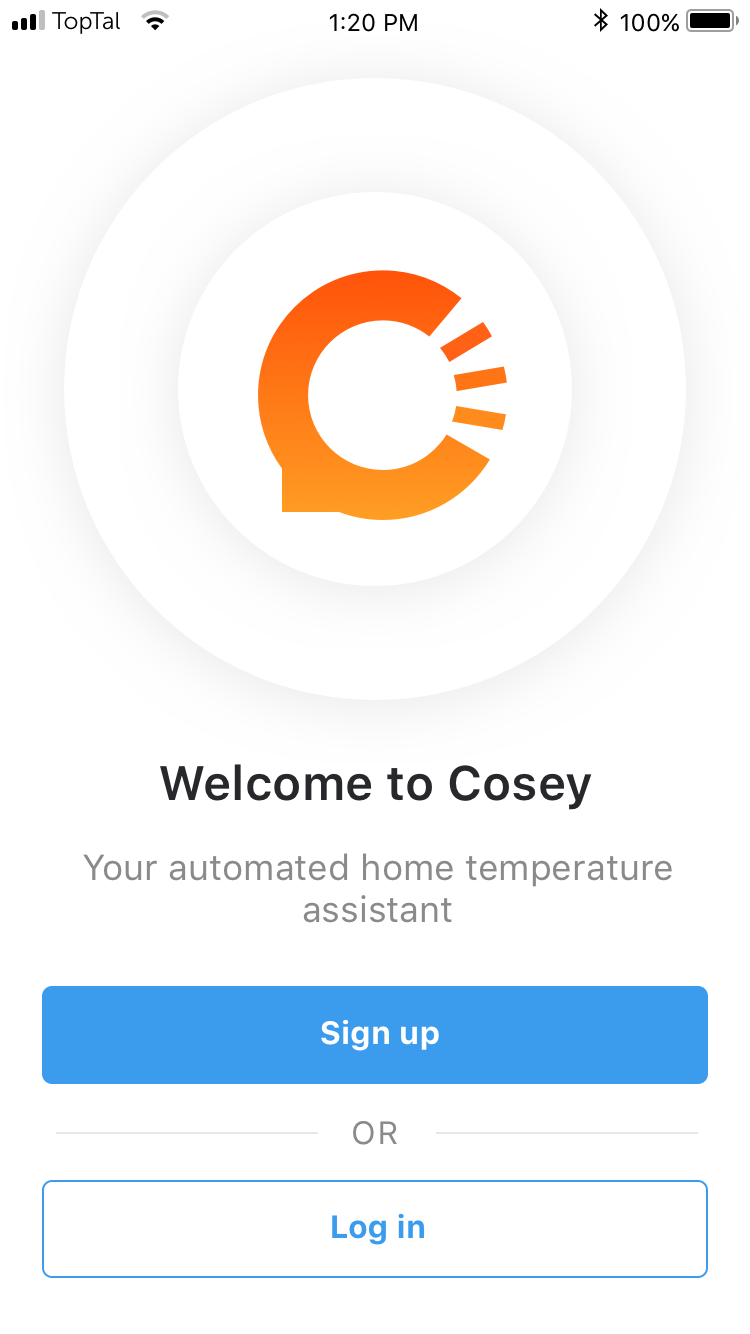 TopTal 1:20 PM 100%
Welcome to Cosey
Your automated home temperature
assistant
Sign up
OR
Log in